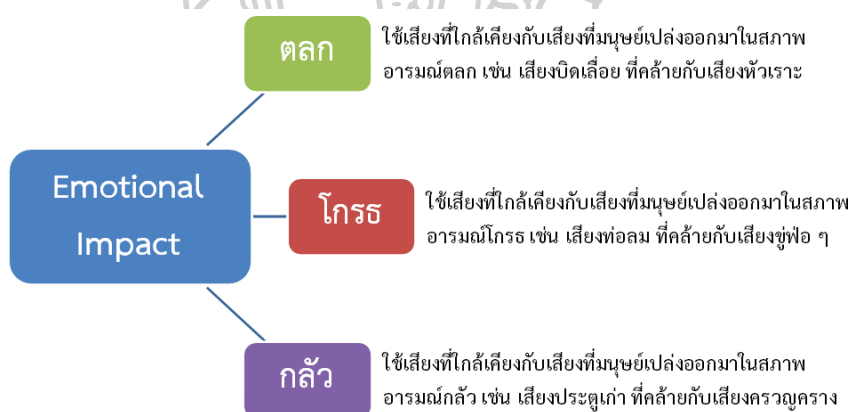 ตลก
ใช้เสียงที่ใกล้เคียงกับเสียงที่มนุษย์เปล่งออกมาในสภาพ
อารมณ์ตลก เช่น เสียงบิดเลื่อย ที่คล้ายกับเสียงหัวเราะ
Emotional
Impact
โกรธ
ใช้เสียงที่ใกล้เคียงกับเสียงที่มนุษย์เปล่งออกมาในสภาพ
อารมณ์โกรธ เช่น เสียงท่อลม ที่คล้ายกับเสียงขู่ฟ่อ ๆ
กลัว
ใช้เสียงที่ใกล้เคียงกับเสียงที่มนุษย์เปล่งออกมาในสภาพ
อารมณ์กลัว เช่น เสียงประตูเก่า ที่คล้ายกับเสียงครวญคราง